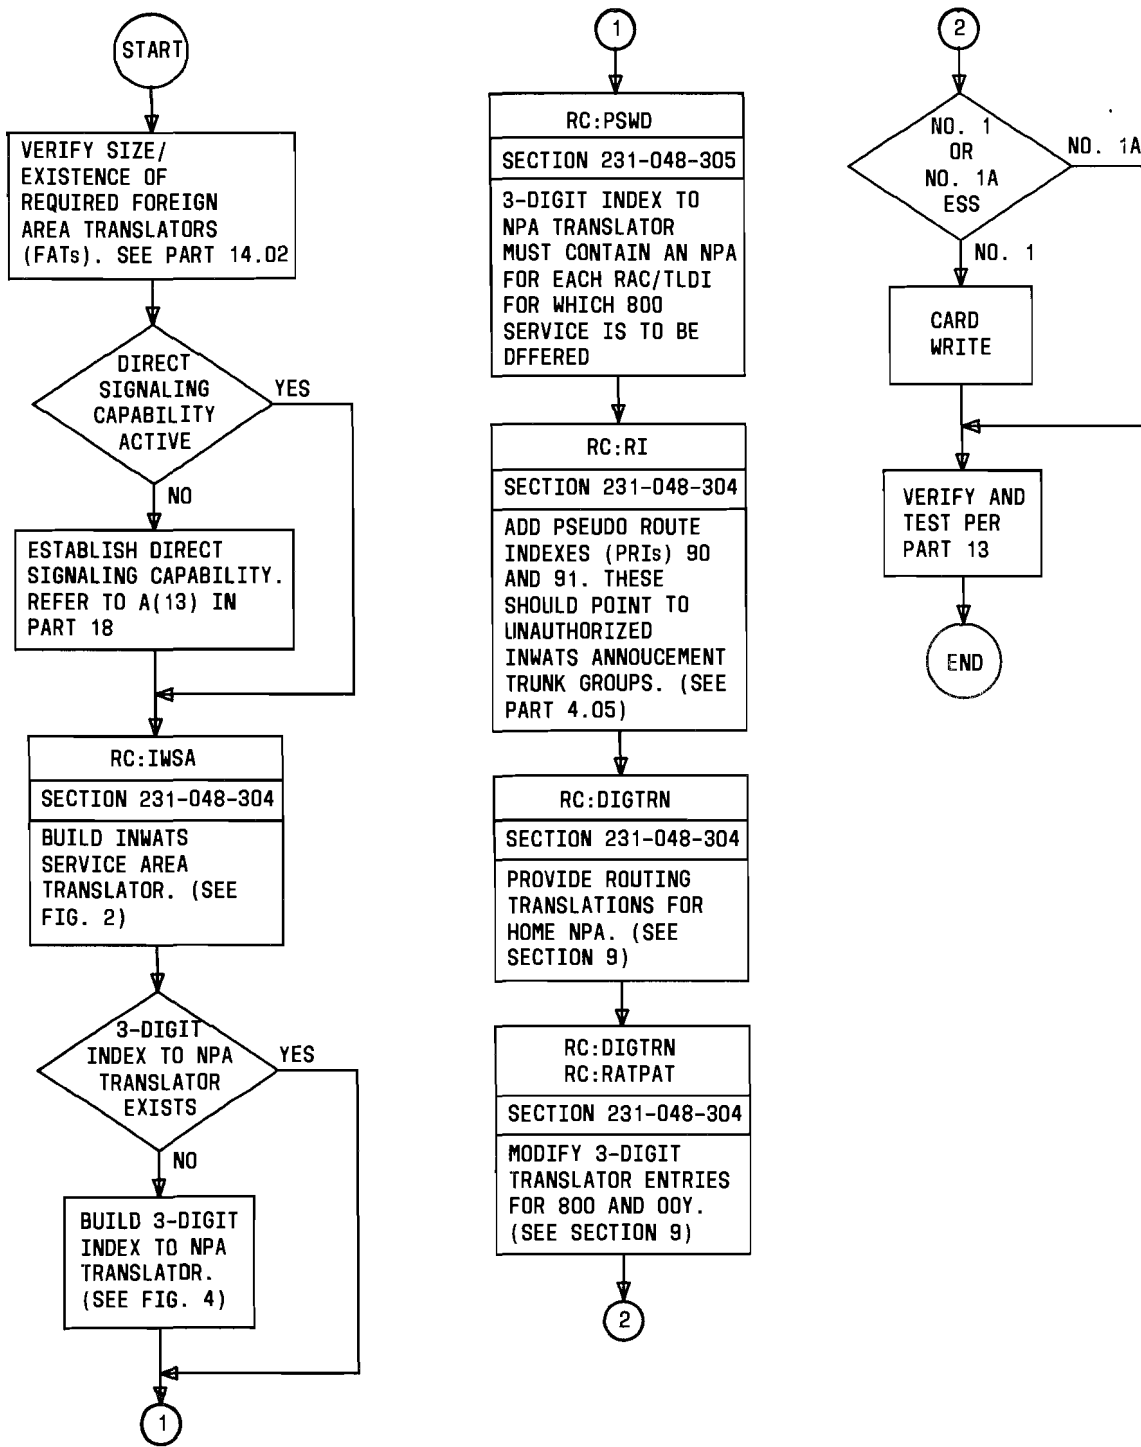 START
VERIFY SIZE/
EXISTENCE OF
REQUIRED FOREIGN
AREA TRANSLATORS
(FATs). SEE PART 14.02
DIRECT
SIGNALING
CAPABILITY
ACTIVE
YES
NO
ESTABLISH DIRECT
SIGNALING CAPABILITY.
REFER TO A(13) IN
PART 18
RC:IWSA
SECTION 231-048-304
BUILD INWATS
SERVICE AREA
TRANSLATOR. (SEE
FIG. 2)
3-DIGIT
INDEX TO NPA
TRANSLATOR
EXISTS
YES
NO
BUILD 3-DIGIT
INDEX TO NPA
TRANSLATOR.
(SEE FIG. 4)
1
1
RC:PSWD
SECTION 231-048-305
3-DIGIT INDEX TO
NPA TRANSLATOR
MUST CONTAIN AN NPA
FOR EACH RAC/TLDI
FOR WHICH 800
SERVICE IS TO BE
DFFERED
RC:RI
SECTION 231-048-304
ADD PSEUDO ROUTE
INDEXES (PRIs) 90
AND 91. THESE
SHOULD POINT TO
UNAUTHORIZED
INWATS ANNOUCEMENT
TRUNK GROUPS. (SEE
PART 4.05)
RC:DIGTRN
SECTION 231-048-304
PROVIDE ROUTING
TRANSLATIONS FOR
HOME NPA. (SEE
SECTION 9)
RC:DIGTRN
RC:RATPAT
SECTION 231-048-304
MODIFY 3-DIGIT
TRANSLATOR ENTRIES
FOR 800 AND 00Y.
(SEE SECTION 9)
2
2
NO. 1
OR
NO. 1A
ESS
NO. 1A
NO. 1
CARD
WRITE
VERIFY AND
TEST PER
PART 13
END